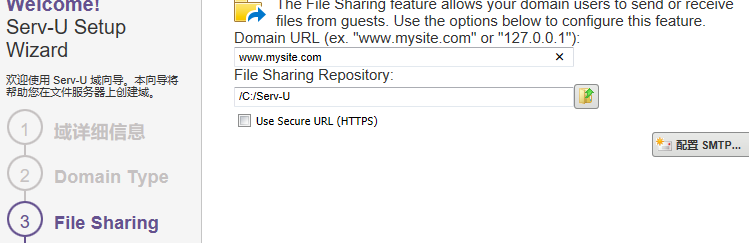 Welcome!
Serv-U Setup
Wizard
欢迎使用 Serv-U 域向导。本向导将
帮助您在文件服务器上创建域。
1 域详细信息
2 Domain Type
3 File Sharing
The File Sharing feature allows your domain users to send or receive
files from guests. Use the options below to configure this feature.
Domain URL (ex. "www.mysite.com" or "127.0.0.1"):
www.mysite.com
File Sharing Repository:
/C:/Serv-U
Use Secure URL (HTTPS)
配置 SMTP...